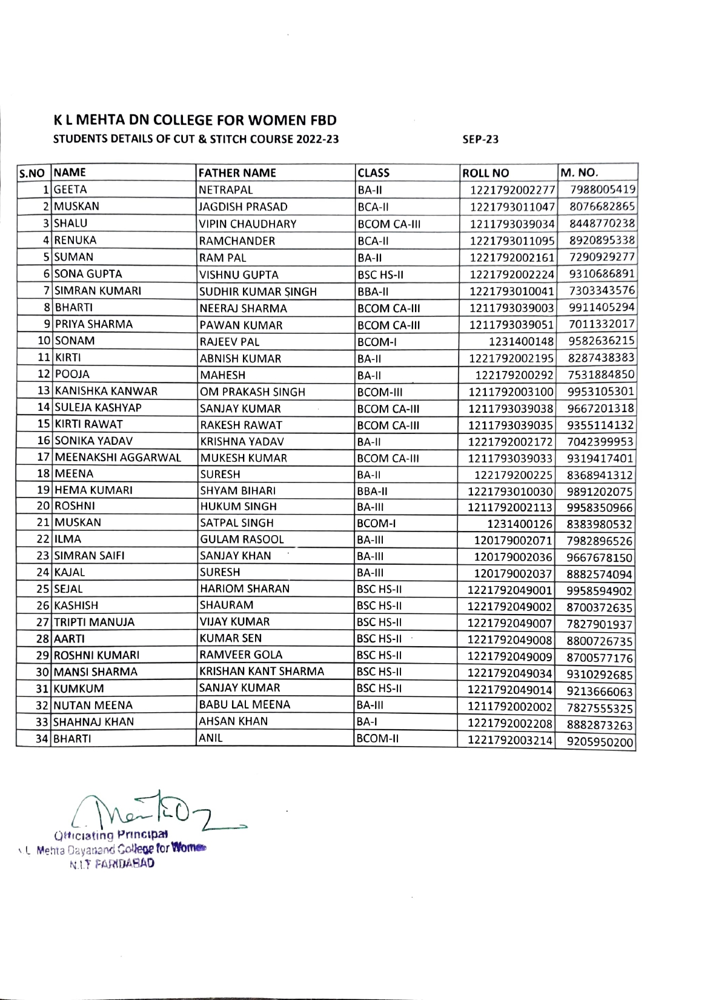 K L MEHTA DN COLLEGE FOR WOMEN FBD
STUDENTS DETAILS OF CUT & STITCH COURSE 2022-23 SEP-23
S.NO NAME FATHER NAME CLASS ROLL NO M. NO.
1 GEETA NETRAPAL BA-II 1221792002277 7988005419
2 MUSKAN JAGDISH PRASAD BCA-II 1221793011047 8076682865
3 SHALU VIPIN CHAUDHARY BCOM CA-III 1211793039034 8448770238
4 RENUKA RAMCHANDER BCA-II 1221793011095 8920895338
5 SUMAN RAM PAL BA-II 1221792002161 7290929277
6 SONA GUPTA VISHNU GUPTA BSC HS-II 1221792002224 9310686891
7 SIMRAN KUMARI SUDHIR KUMAR SINGH BBA-II 1221793010041 7303343576
8 BHARTI NEERAJ SHARMA BCOM CA-III 1211793039003 9911405294
9 PRIYA SHARMA PAWAN KUMAR BCOM CA-III 1211793039051 7011332017
10 SONAM RAJEEV PAL BCOM-I 1231400148 9582636215
11 KIRTI ABNISH KUMAR BA-II 1221792002195 8287438383
12 POOJA MAHESH BA-II 122179200292 7531884850
13 KANISHKA KANWAR OM PRAKASH SINGH BCOM-III 1211792003100 9953105301
14 SULEJA KASHYAP SANJAY KUMAR BCOM CA-III 1211793039038 9667201318
15 KIRTI RAWAT RAKESH RAWAT BCOM CA-III 1211793039035 9355114132
16 SONIKA YADAV KRISHNA YADAV BA-II 1221792002172 7042399953
17 MEENAKSHI AGGARWAL MUKESH KUMAR BCOM CA-III 1211793039033 9319417401
18 MEENA SURESH BA-II 122179200225 8368941312
19 HEMA KUMARI SHYAM BIHARI BBA-II 1221793010030 9891202075
20 ROSHNI HUKUM SINGH BA-III 1211792002113 9958350966
21 MUSKAN SATPAL SINGH BCOM-I 1231400126 8383980532
22 ILMA GULAM RASOOL BA-III 120179002071 7982896526
23 SIMRAN SAIFI SANJAY KHAN BA-III 120179002036 9667678150
24 KAJAL SURESH BA-III 120179002037 8882574094
25 SEJAL HARIOM SHARAN BSC HS-II 1221792049001 9958594902
26 KASHISH SHAURAM BSC HS-II 1221792049002 8700372635
27 TRIPTI MANUJA VIJAY KUMAR BSC HS-II 1221792049007 7827901937
28 AARTI KUMAR SEN BSC HS-II 1221792049008 8800726735
29 ROSHNI KUMARI RAMVEER GOLA BSC HS-II 1221792049009 8700577176
30 MANSI SHARMA KRISHAN KANT SHARMA BSC HS-II 1221792049034 9310292685
31 KUMKUM SANJAY KUMAR BSC HS-II 1221792049014 9213666063
32 NUTAN MEENA BABU LAL MEENA BA-III 1211792002002 7827555325
33 SHAHNAJ KHAN AHSAN KHAN BA-I 1221792002208 8882873263
34 BHARTI ANIL BCOM-II 1221792003214 9205950200
Officiating Principal
L Mehta Dayanand College for Women
N.I.T FARIDABAD